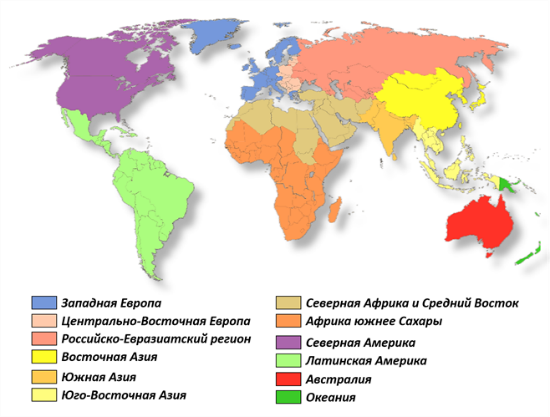 Западная Европа
Центрально-Восточная Европа
Российско-Евразиатский регион
Восточная Азия
Южная Азия
Юго-Восточная Азия
Северная Африка и Средний Восток
Африка южнее Сахары
Северная Америка
Латинская Америка
Австралия
Океания